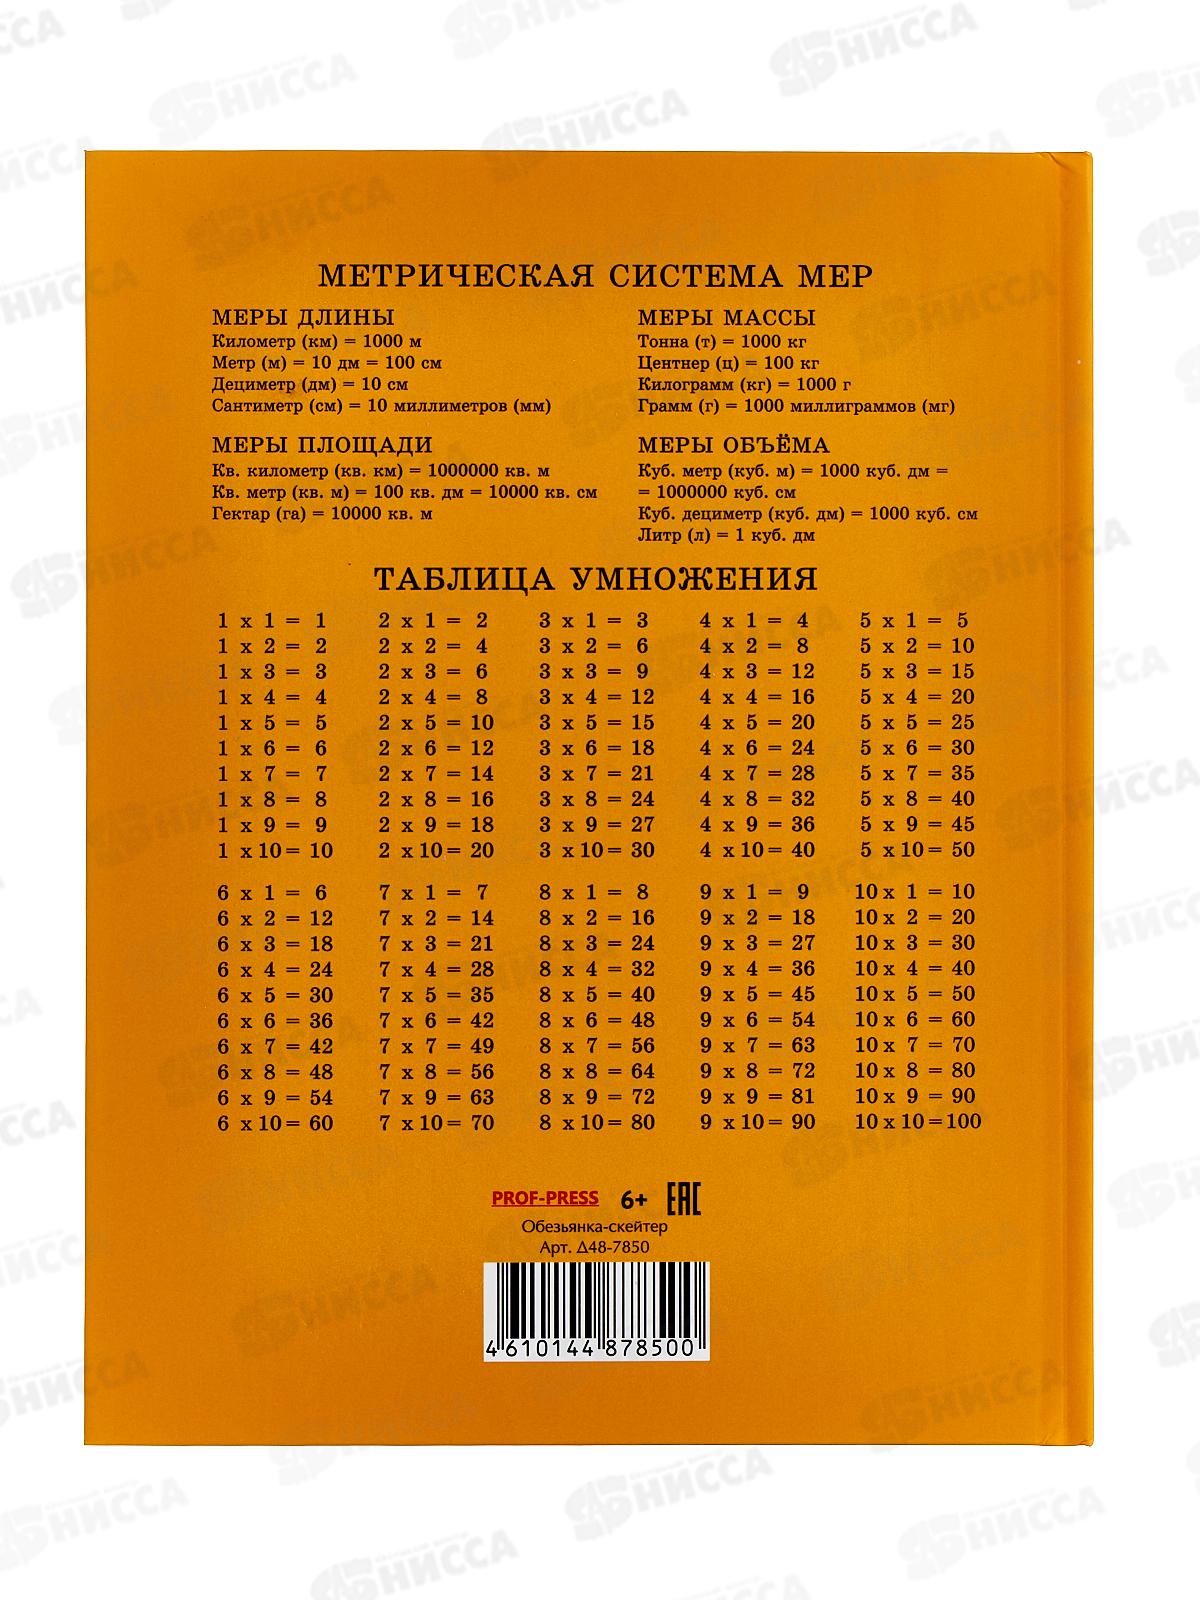 МЕТРИЧЕСКАЯ СИСТЕМА МЕР
МЕРЫ ДЛИНЫ
Километр (км) = 1000 м
Метр (м) = 10 дм = 100 см
Дециметр (дм) = 10 см
Сантиметр (см) = 10 миллиметров (мм)
МЕРЫ МАССЫ
Тонна (т) = 1000 кг
Центнер (ц) = 100 кг
Килограмм (кг) = 1000 г
Грамм (г) = 1000 миллиграммов (мг)
МЕРЫ ПЛОЩАДИ
Кв. километр (кв. км) = 1000000 кв. м
Кв. метр (кв. м) = 100 кв. дм = 10000 кв. см
Гектар (га) = 10000 кв. м
МЕРЫ ОБЪЁМА
Куб. метр (куб. м) = 1000 куб. дм =
= 1000000 куб. см
Куб. дециметр (куб. дм) = 1000 куб. см
Литр (л) = 1 куб. дм
ТАБЛИЦА УМНОЖЕНИЯ
1 x 1 = 1 2 x 1 = 2 3 x 1 = 3 4 x 1 = 4 5 x 1 = 5
1 x 2 = 2 2 x 2 = 4 3 x 2 = 6 4 x 2 = 8 5 x 2 = 10
1 x 3 = 3 2 x 3 = 6 3 x 3 = 9 4 x 3 = 12 5 x 3 = 15
1 x 4 = 4 2 x 4 = 8 3 x 4 = 12 4 x 4 = 16 5 x 4 = 20
1 x 5 = 5 2 x 5 = 10 3 x 5 = 15 4 x 5 = 20 5 x 5 = 25
1 x 6 = 6 2 x 6 = 12 3 x 6 = 18 4 x 6 = 24 5 x 6 = 30
1 x 7 = 7 2 x 7 = 14 3 x 7 = 21 4 x 7 = 28 5 x 7 = 35
1 x 8 = 8 2 x 8 = 16 3 x 8 = 24 4 x 8 = 32 5 x 8 = 40
1 x 9 = 9 2 x 9 = 18 3 x 9 = 27 4 x 9 = 36 5 x 9 = 45
1 x 10 = 10 2 x 10 = 20 3 x 10 = 30 4 x 10 = 40 5 x 10 = 50
6 x 1 = 6 7 x 1 = 7 8 x 1 = 8 9 x 1 = 9 10 x 1 = 10
6 x 2 = 12 7 x 2 = 14 8 x 2 = 16 9 x 2 = 18 10 x 2 = 20
6 x 3 = 18 7 x 3 = 21 8 x 3 = 24 9 x 3 = 27 10 x 3 = 30
6 x 4 = 24 7 x 4 = 28 8 x 4 = 32 9 x 4 = 36 10 x 4 = 40
6 x 5 = 30 7 x 5 = 35 8 x 5 = 40 9 x 5 = 45 10 x 5 = 50
6 x 6 = 36 7 x 6 = 42 8 x 6 = 48 9 x 6 = 54 10 x 6 = 60
6 x 7 = 42 7 x 7 = 49 8 x 7 = 56 9 x 7 = 63 10 x 7 = 70
6 x 8 = 48 7 x 8 = 56 8 x 8 = 64 9 x 8 = 72 10 x 8 = 80
6 x 9 = 54 7 x 9 = 63 8 x 9 = 72 9 x 9 = 81 10 x 9 = 90
6 x 10 = 60 7 x 10 = 70 8 x 10 = 80 9 x 10 = 90 10 x 10 = 100
PROF-PRESS 6+ EAC
Обезьянка-скейтер
Арт. Д48-7850
4 610144 878500